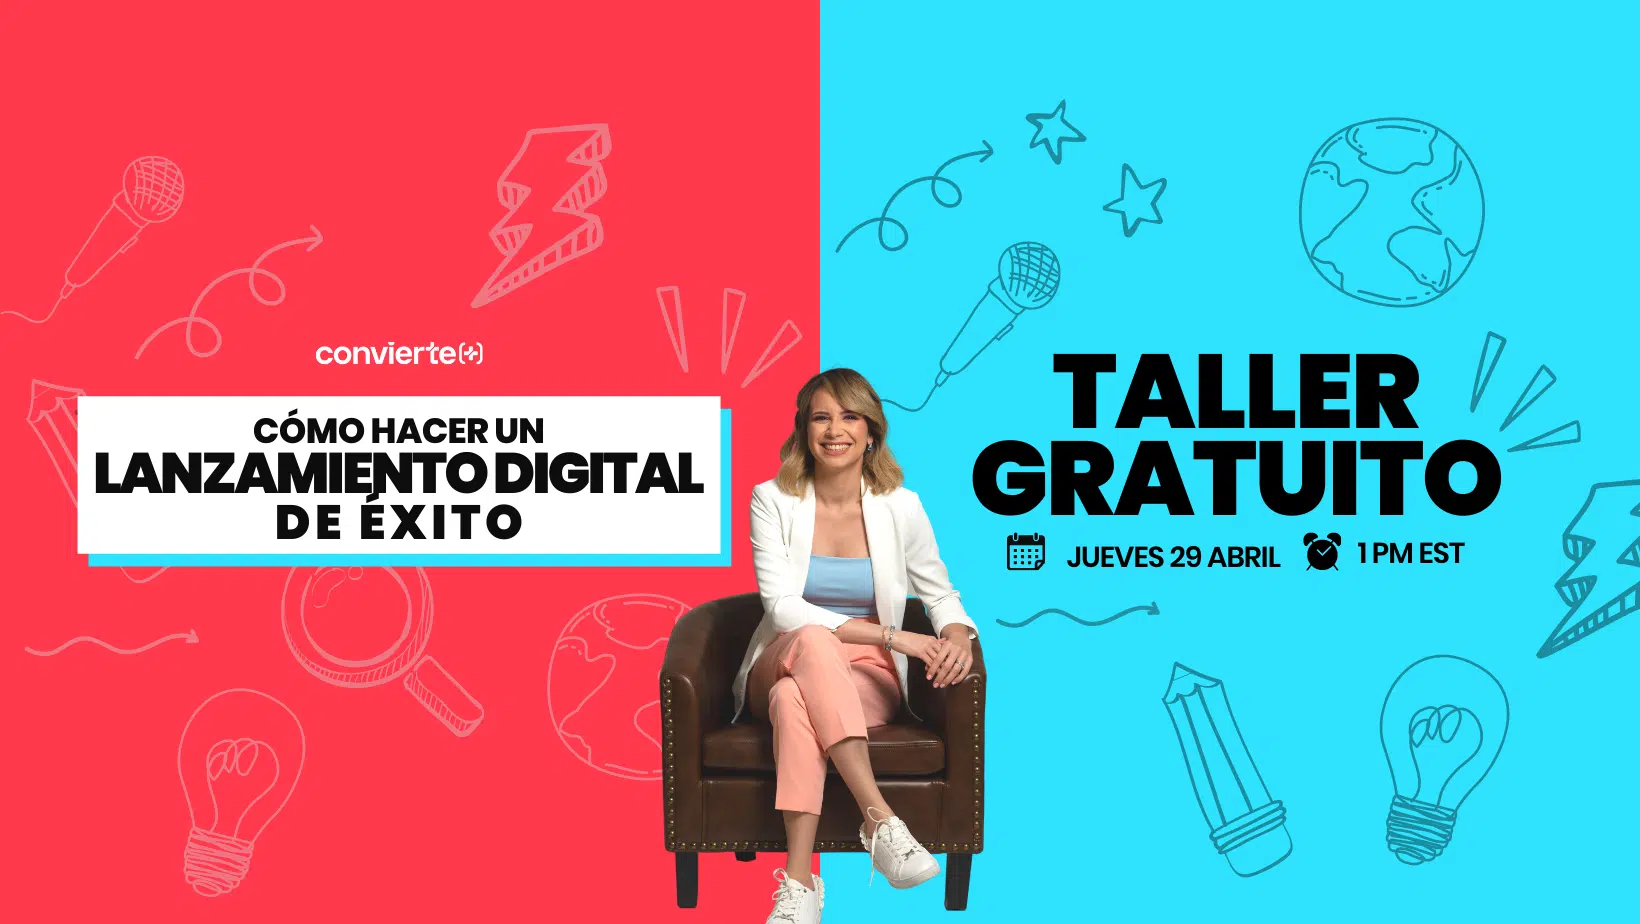 convierte(+)
CÓMO HACER UN
LANZAMIENTO DIGITAL
DE ÉXITO
TALLER
GRATUITO
JUEVES 29 ABRIL
1 PM EST